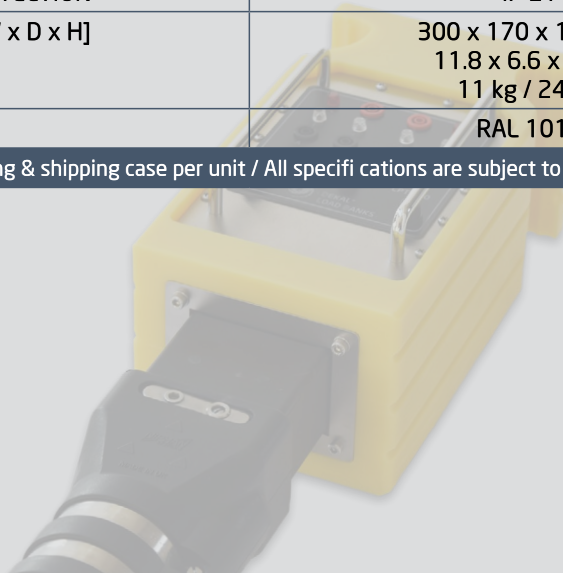 ' x D x H]
300 x 170 x 1
11.8 x 6.6 x
11 kg / 24
RAL 101
g & shipping case per unit / All specifi cations are subject to